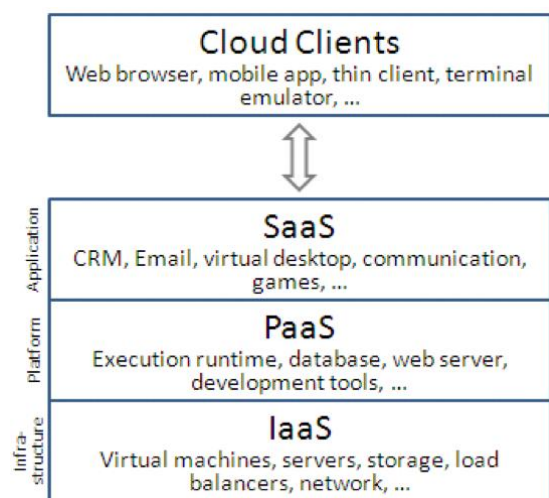 Cloud Clients
Web browser, mobile app, thin client, terminal
emulator, ...
Application
SaaS
CRM, Email, virtual desktop, communication,
games, ...
Platform
PaaS
Execution runtime, database, web server,
development tools, ...
Infra-
structure
IaaS
Virtual machines, servers, storage, load
balancers, network, ...